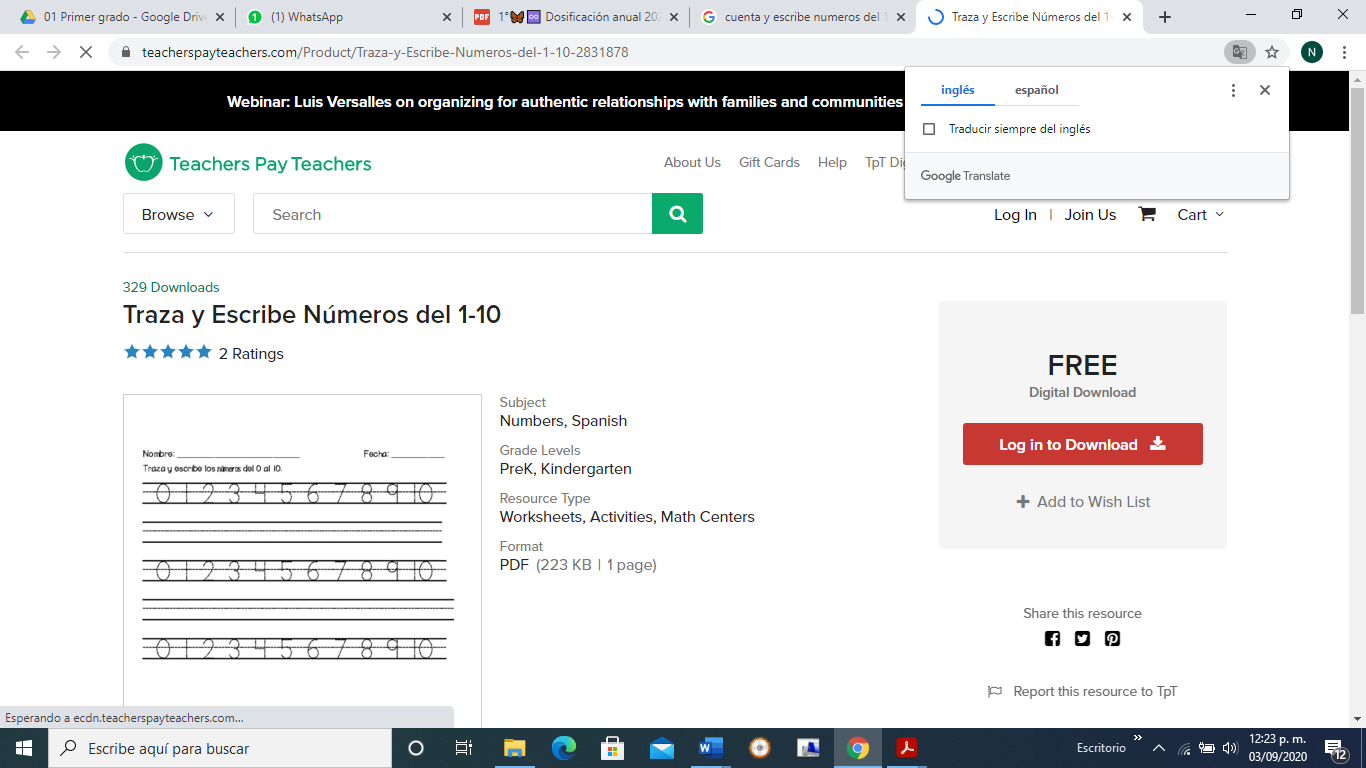 01 Primer grado - Google Driv
(1) WhatsApp
1° Dosificación anual 202
cuenta y escribe numeros del 1
Traza y Escribe Números del 1-
teacherspayteachers.com/Product/Traza-y-Escribe-Numeros-del-1-10-2831878
N
inglés español
Traducir siempre del inglés
Google Translate
Webinar: Luis Versalles on organizing for authentic relationships with families and communities
Teachers Pay Teachers
About Us Gift Cards Help TpT Dig
Browse Search
Log In | Join Us Cart
329 Downloads
Traza y Escribe Números del 1-10
2 Ratings
Nombre: Fecha:
Traza y escribe los números del 0 al 10.
0 1 2 3 4 5 6 7 8 9 10
0 1 2 3 4 5 6 7 8 9 10
0 1 2 3 4 5 6 7 8 9 10
Subject
Numbers, Spanish
Grade Levels
PreK, Kindergarten
Resource Type
Worksheets, Activities, Math Centers
Format
PDF (223 KB | 1 page)
FREE
Digital Download
Log in to Download
Add to Wish List
Share this resource
Report this resource to TpT
Esperando a ecdn.teacherspayteachers.com...
Escribe aquí para buscar
Escritorio
12:23 p. m.
03/09/2020
12